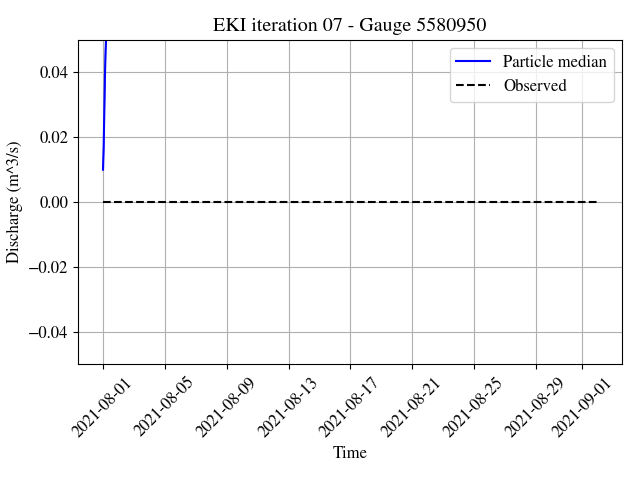 EKI iteration 07 - Gauge 5580950
Particle median
Observed
Discharge (m^3/s)
0.04
0.02
0.00
−0.02
−0.04
2021-08-01
2021-08-05
2021-08-09
2021-08-13
2021-08-17
2021-08-21
2021-08-25
2021-08-29
2021-09-01
Time